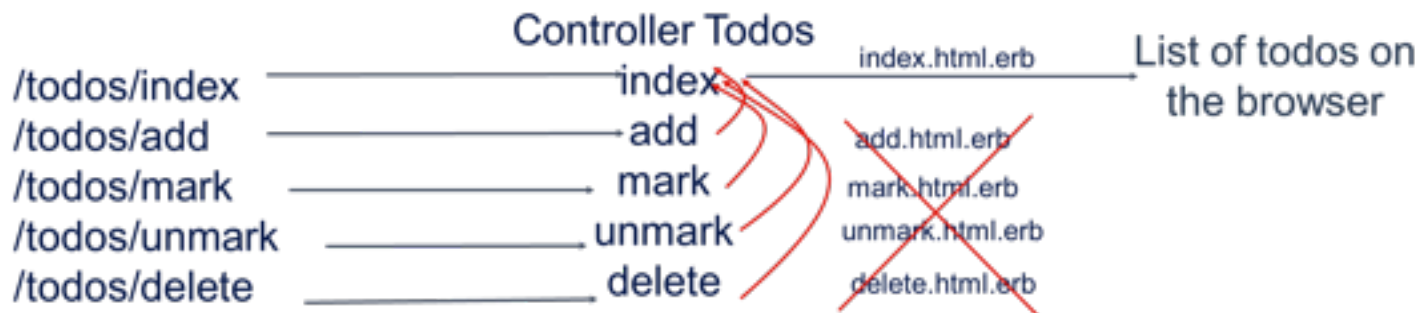 Controller Todos
/todos/index
/todos/add
/todos/mark
/todos/unmark
/todos/delete
index
add
mark
unmark
delete
index.html.erb
add.html.erb
mark.html.erb
unmark.html.erb
delete.html.erb
List of todos on
the browser